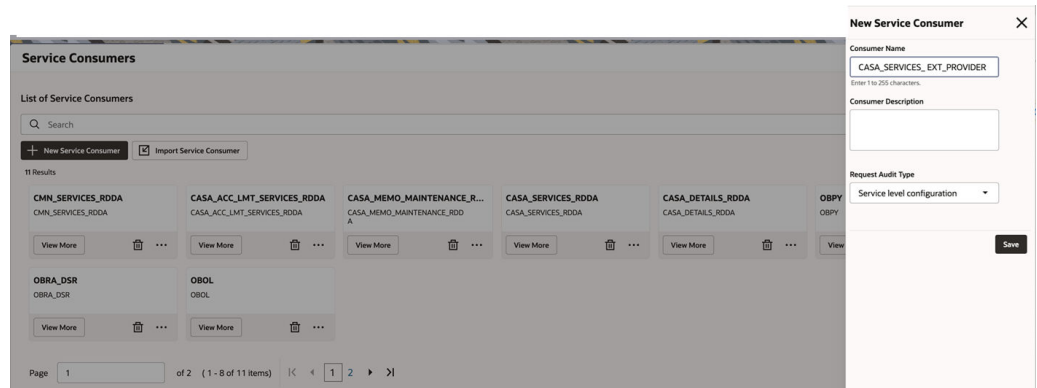 New Service Consumer
Consumer Name
CASA_SERVICES_ EXT_PROVIDER
Enter 1 to 255 characters.
Consumer Description
Request Audit Type
Service level configuration
Save
Service Consumers
List of Service Consumers
Search
New Service Consumer Import Service Consumer
11 Results
CMN_SERVICES_RDDA CASA_ACC_LMT_SERVICES_RDDA CASA_MEMO_MAINTENANCE_R... CASA_SERVICES_RDDA CASA_DETAILS_RDDA OBPY
CMN_SERVICES_RDDA CASA_ACC_LMT_SERVICES_RDDA CASA_MEMO_MAINTENANCE_RDD CASA_SERVICES_RDDA CASA_DETAILS_RDDA OBPY
A
View More View More View More View More View More View
OBRA_DSR OBOL
OBRA_DSR OBOL
View More View More
Page 1 of 2 ( 1 - 8 of 11 items) 1 2